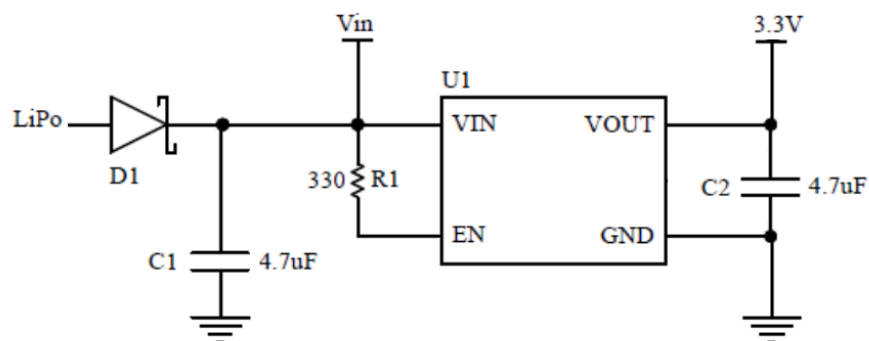 Vin
3.3V
U1
LiPo
VIN
VOUT
D1
330
R1
C2
4.7uF
EN
GND
C1
4.7uF